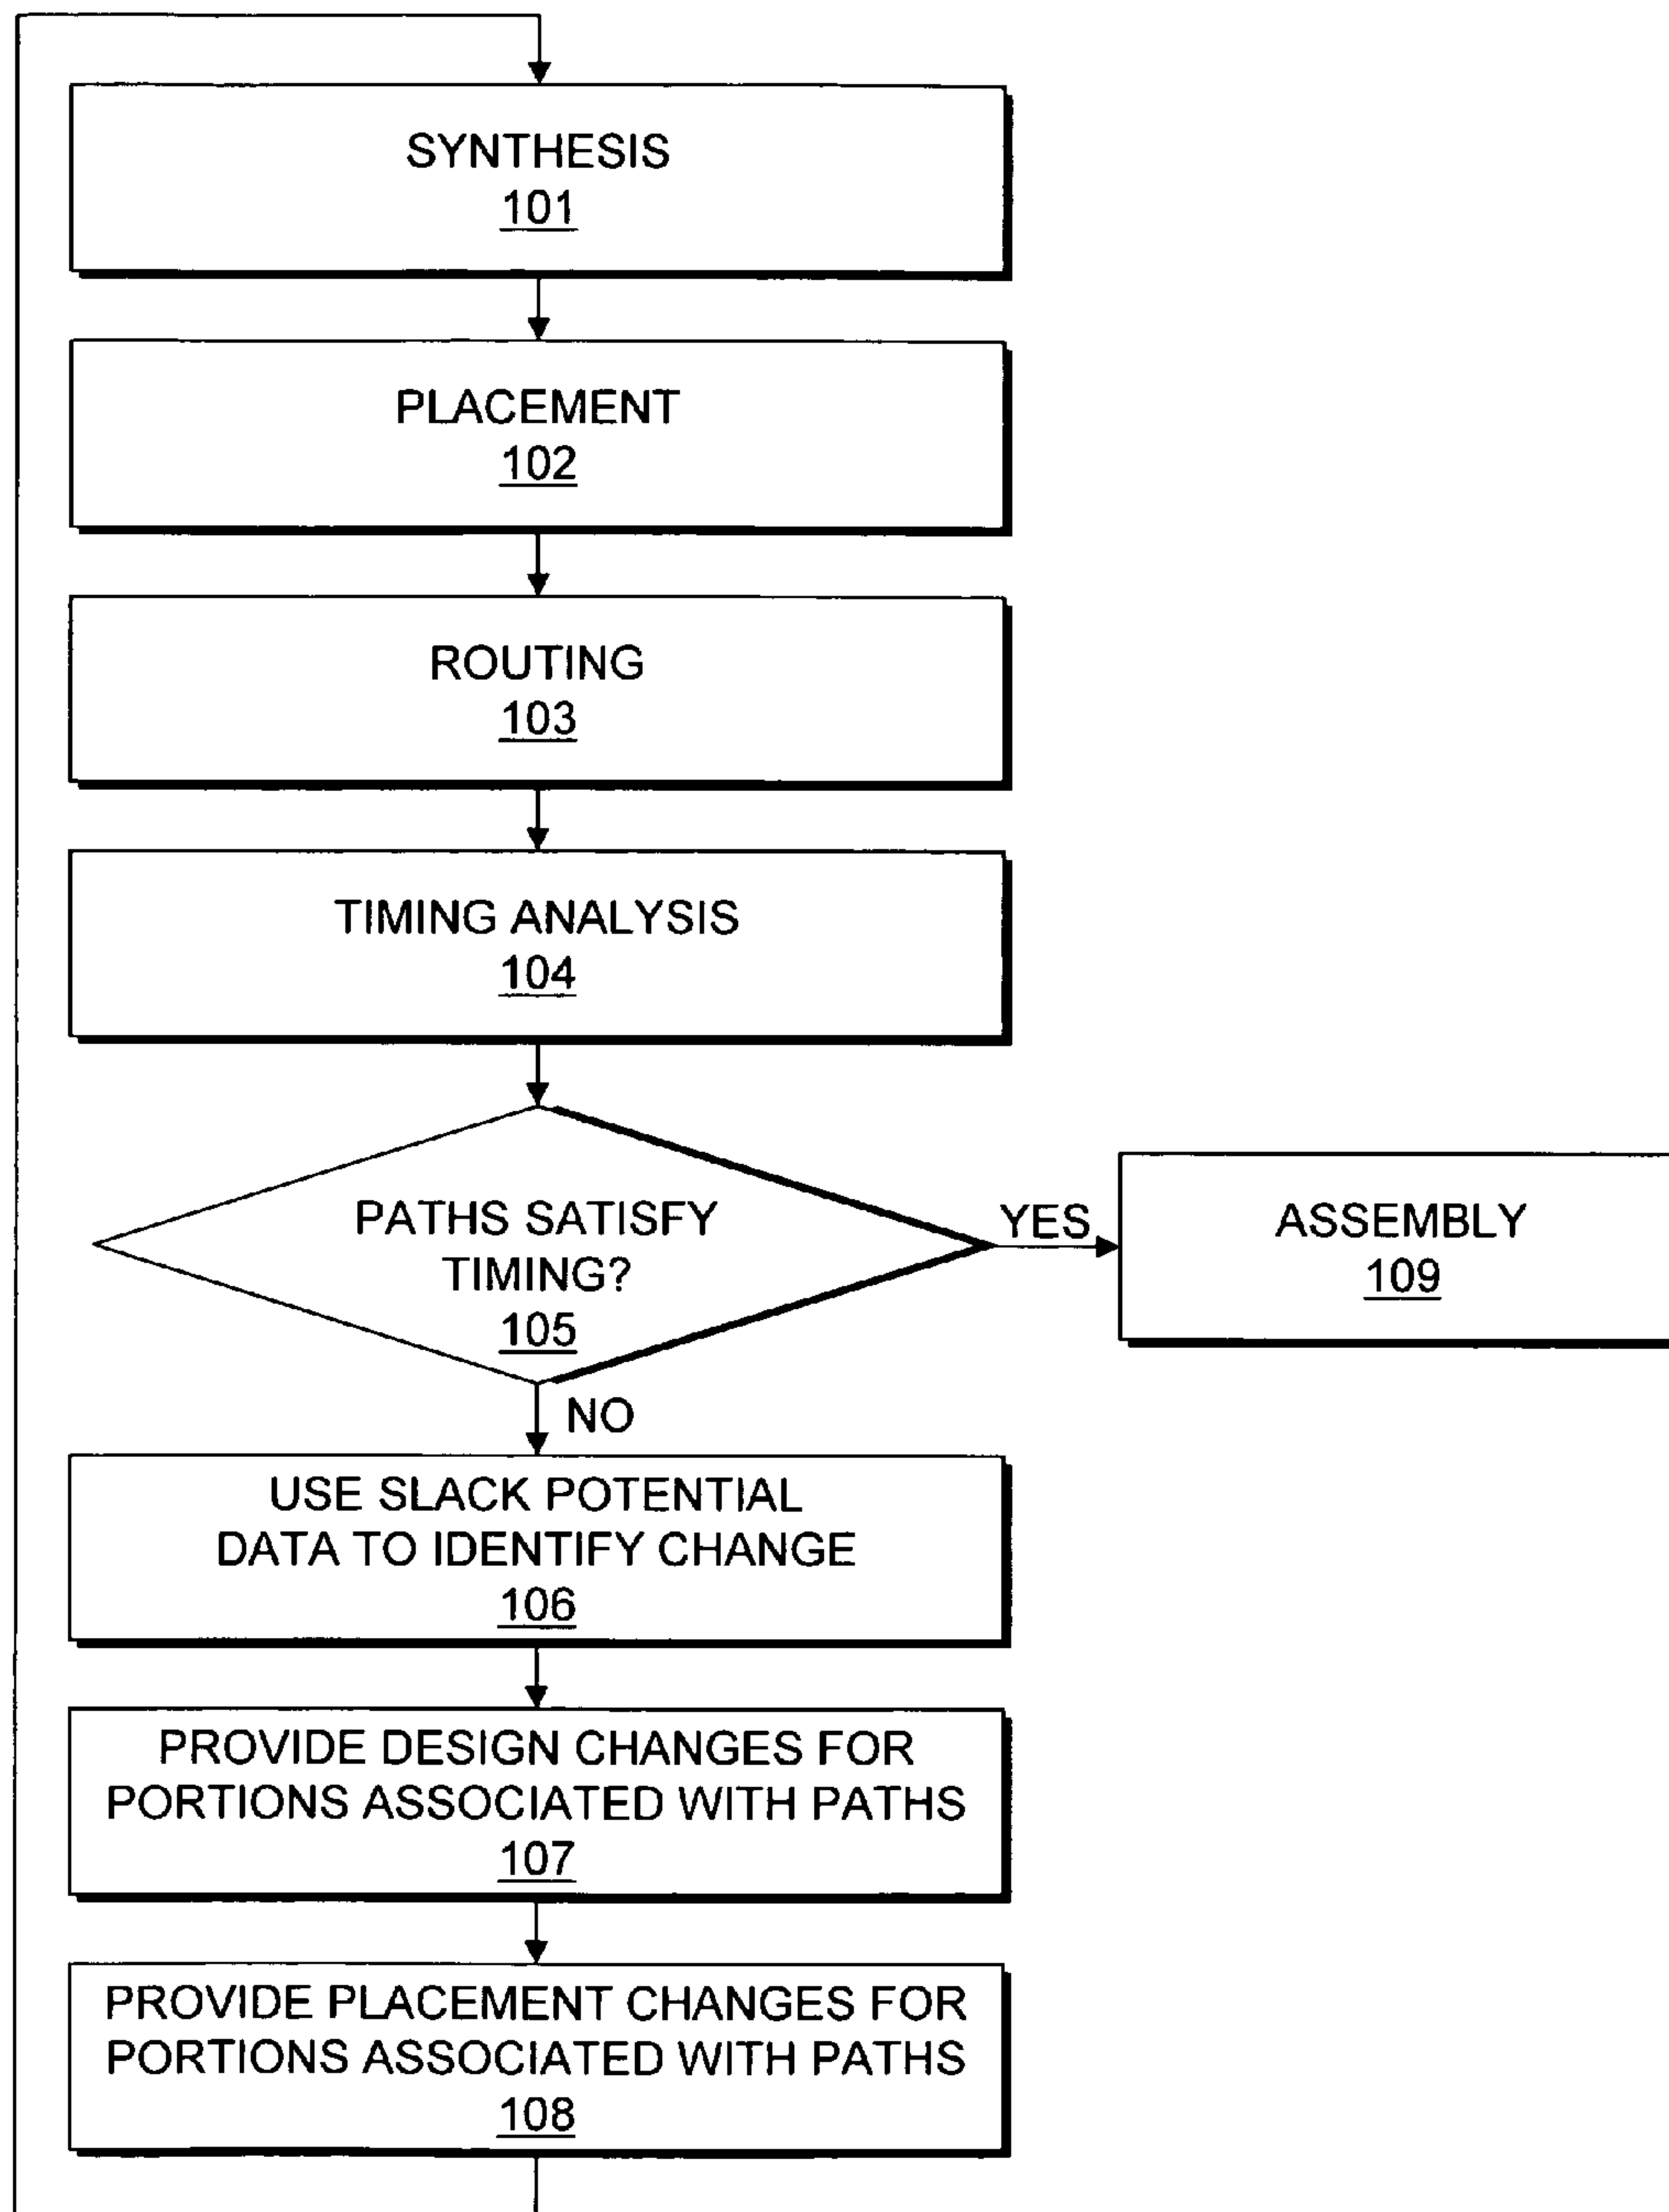 SYNTHESIS
101
PLACEMENT
102
ROUTING
103
TIMING ANALYSIS
104
PATHS SATISFY
TIMING?
105
YES
ASSEMBLY
109
NO
USE SLACK POTENTIAL
DATA TO IDENTIFY CHANGE
106
PROVIDE DESIGN CHANGES FOR
PORTIONS ASSOCIATED WITH PATHS
107
PROVIDE PLACEMENT CHANGES FOR
PORTIONS ASSOCIATED WITH PATHS
108